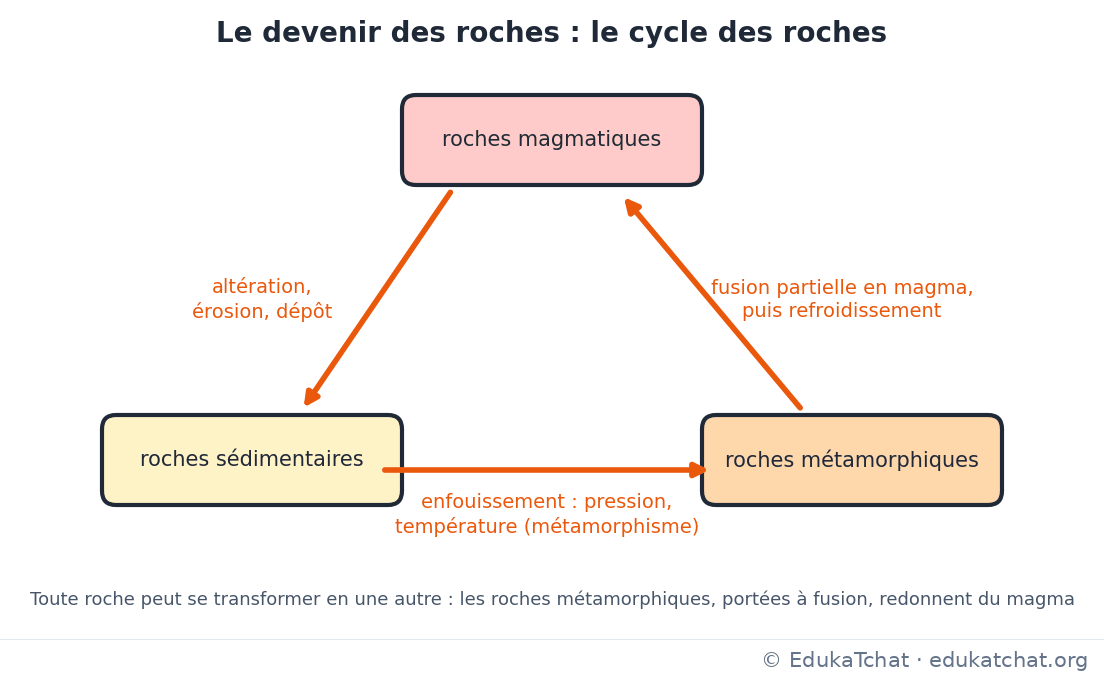 Le devenir des roches : le cycle des roches
roches magmatiques
altération,
érosion, dépôt
fusion partielle en magma,
puis refroidissement
roches sédimentaires
roches métamorphiques
enfouissement : pression,
température (métamorphisme)
Toute roche peut se transformer en une autre : les roches métamorphiques, portées à fusion, redonnent du magma
© EdukaTchat · edukatchat.org